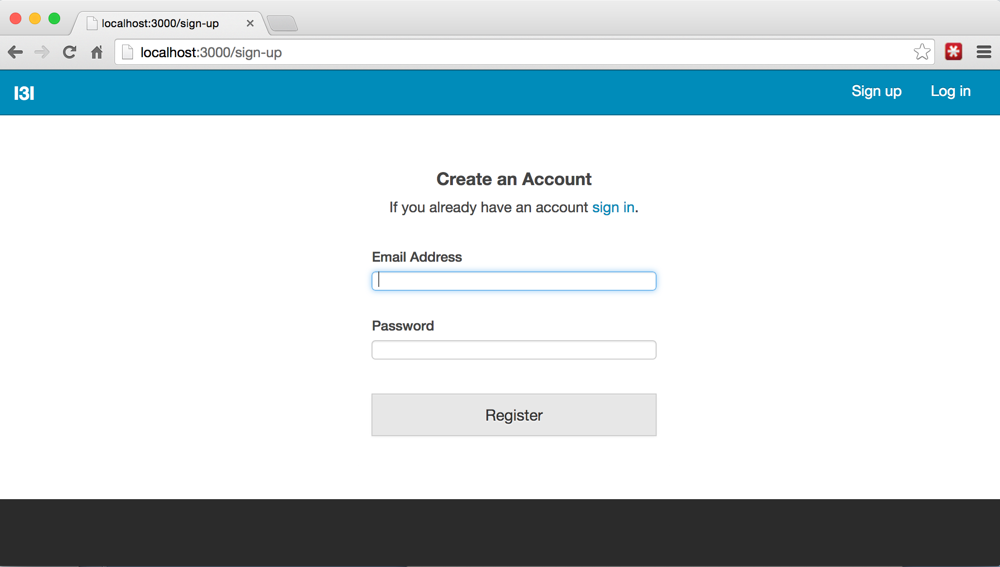 localhost:3000/sign-up
localhost:3000/sign-up
I3I
Sign up
Log in
Create an Account
If you already have an account sign in.
Email Address
Password
Register